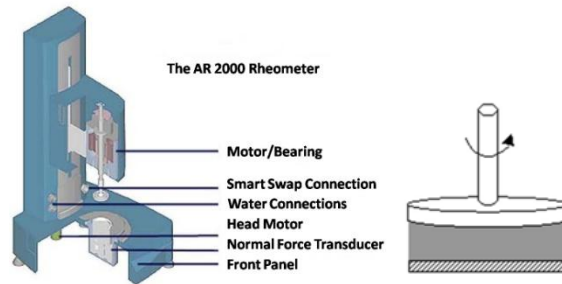 The AR 2000 Rheometer
Motor/Bearing
Smart Swap Connection
Water Connections
Head Motor
Normal Force Transducer
Front Panel